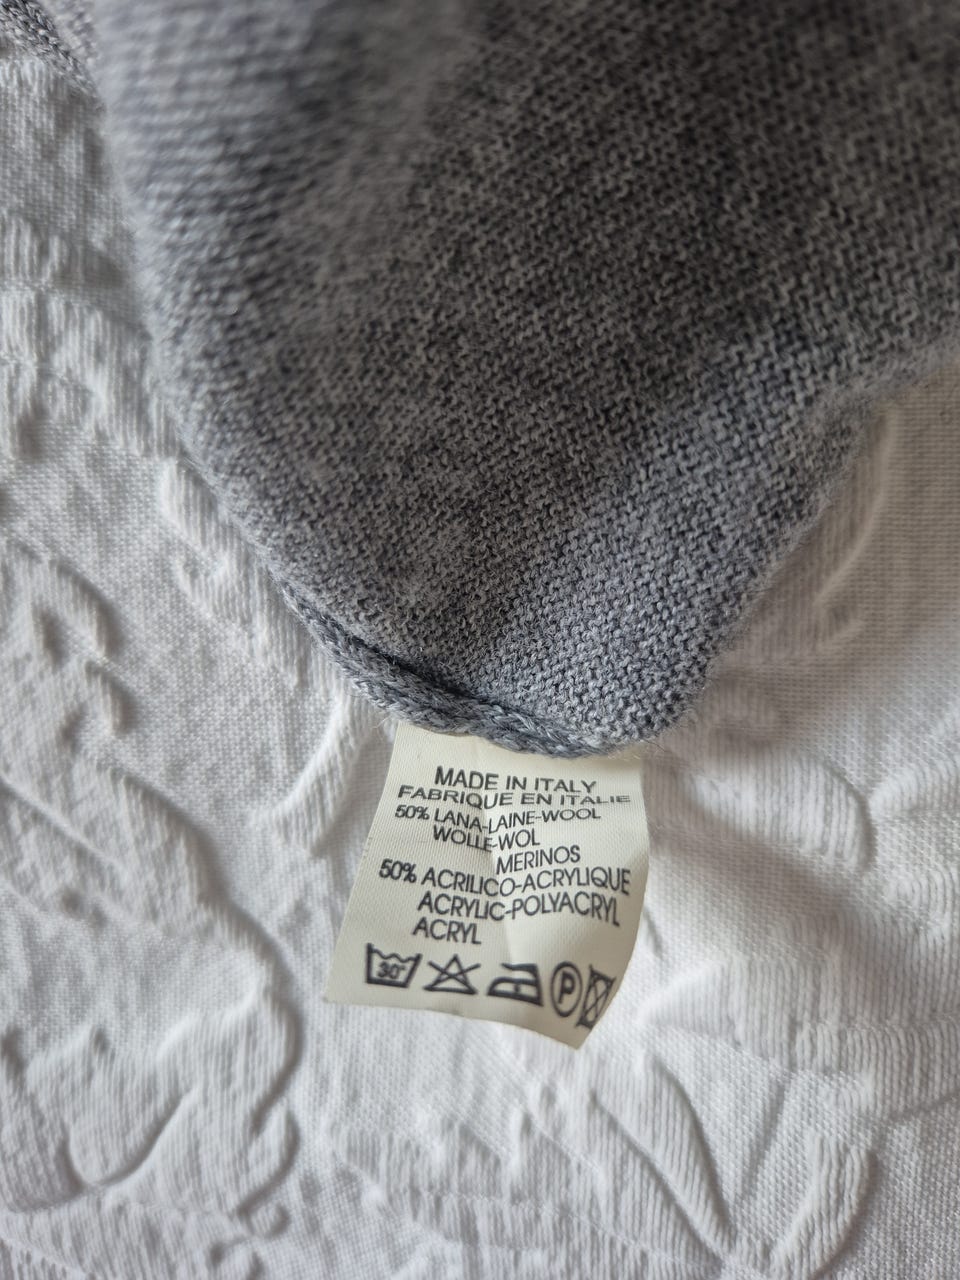 MADE IN ITALY
FABRIQUE EN ITALIE
50% LANA-LAINE-WOOL
WOLLE-WOL
MERINOS
50% ACRILICO-ACRYLIQUE
ACRYLIC-POLYACRYL
ACRYL
30° P